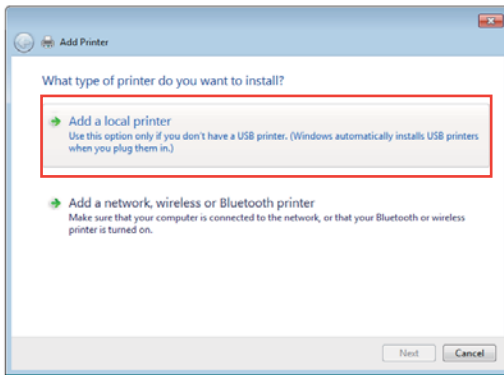 Add Printer
What type of printer do you want to install?
Add a local printer
Use this option only if you don't have a USB printer. (Windows automatically installs USB printers
when you plug them in.)
Add a network, wireless or Bluetooth printer
Make sure that your computer is connected to the network, or that your Bluetooth or wireless
printer is turned on.
Next Cancel